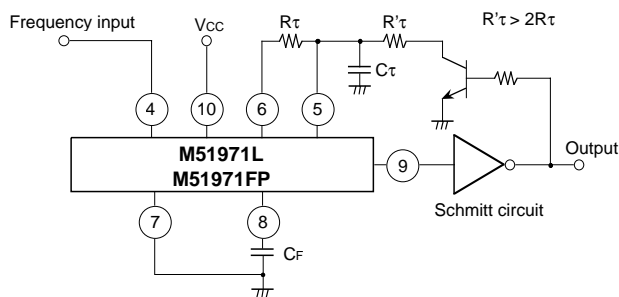 Frequency input
VCC
Rτ
R'τ
R'τ > 2Rτ
Cτ
4
10
6
5
M51971L
M51971FP
9
Output
Schmitt circuit
7
8
CF